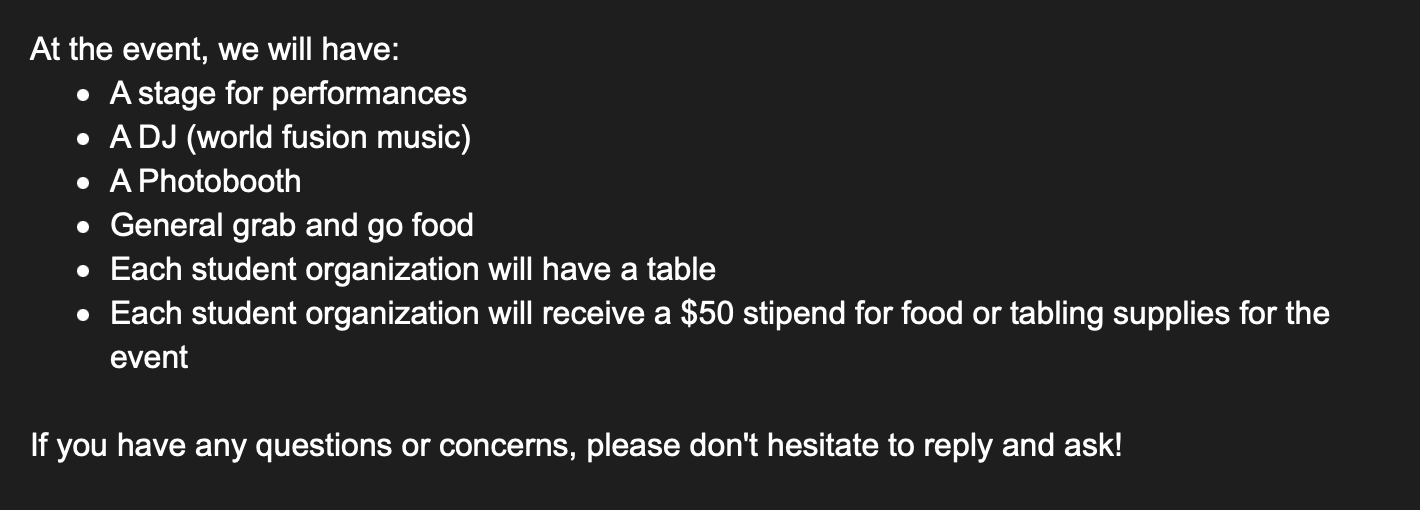 At the event, we will have:
• A stage for performances
• A DJ (world fusion music)
• A Photobooth
• General grab and go food
• Each student organization will have a table
• Each student organization will receive a $50 stipend for food or tabling supplies for the
event
If you have any questions or concerns, please don't hesitate to reply and ask!